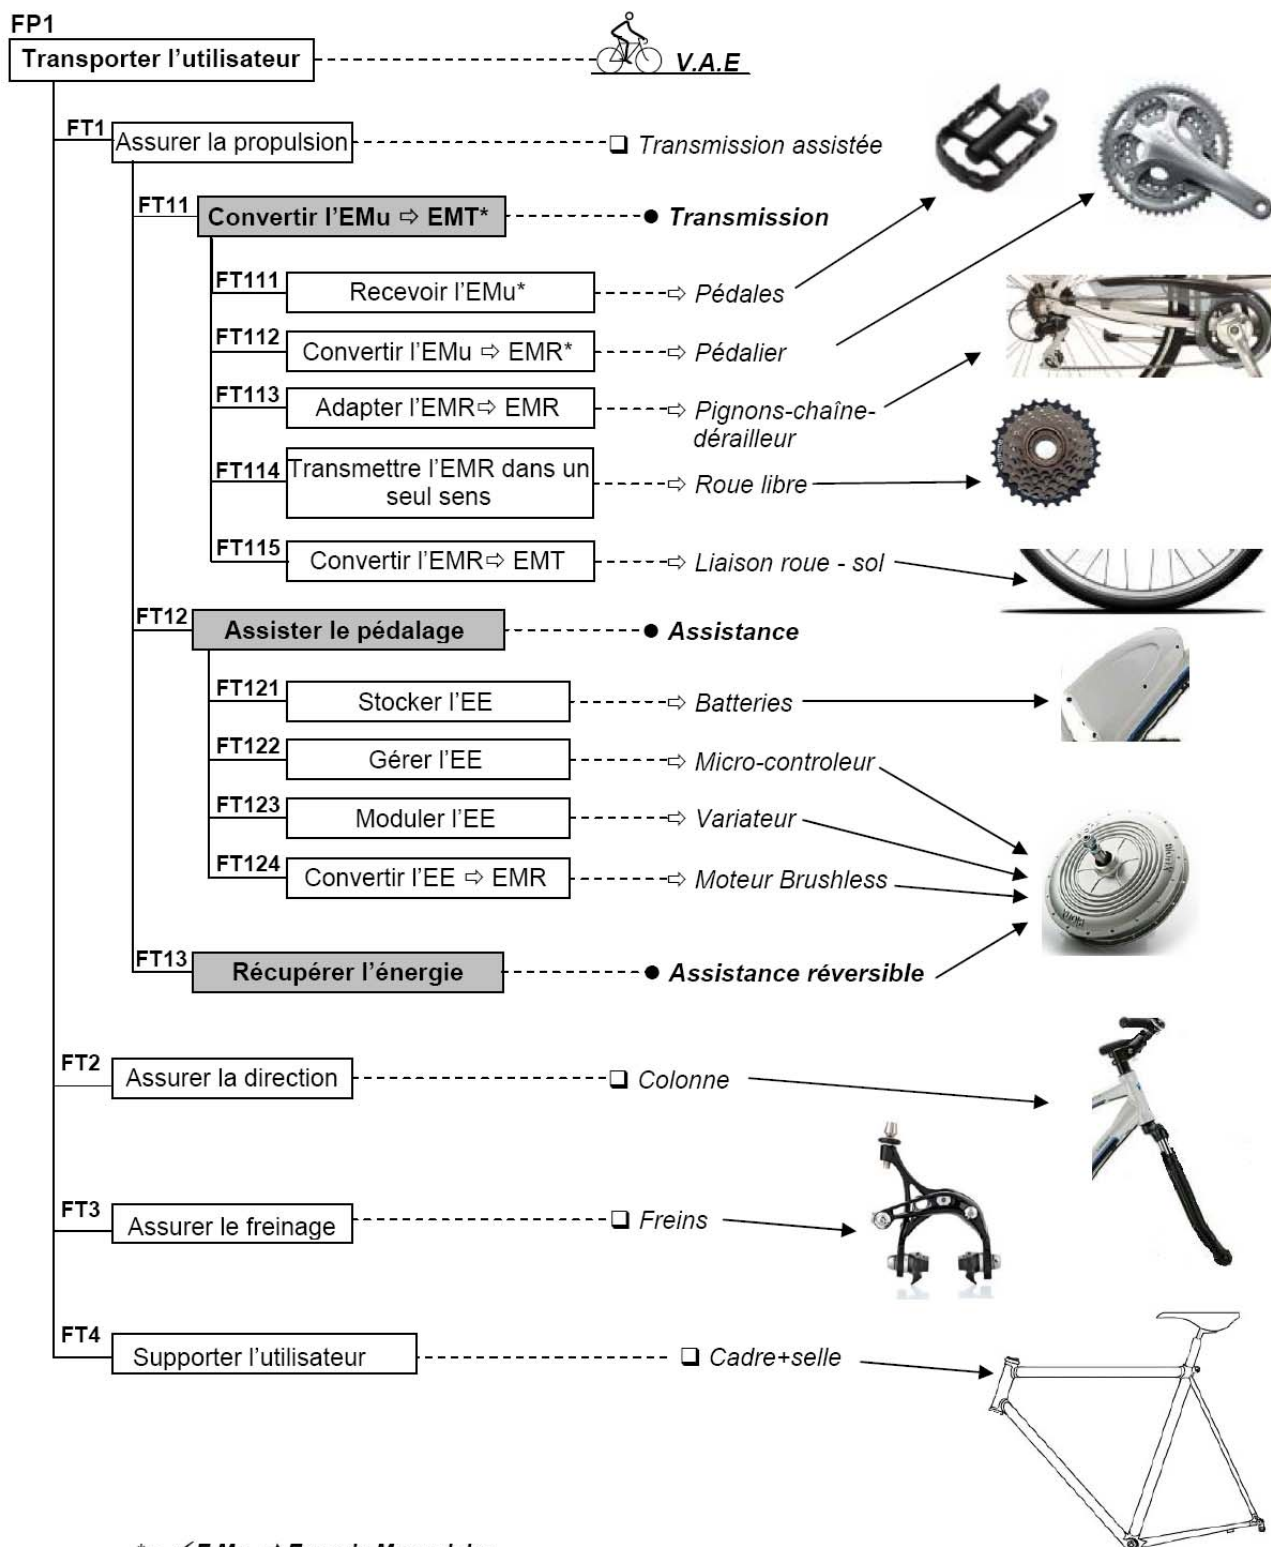 FP1
Transporter l'utilisateur
V.A.E
FT1
Assurer la propulsion
❑ Transmission assistée
FT11
Convertir l'EMu ⇨ EMT*
● Transmission
FT111
Recevoir l'EMu*
⇨ Pédales
FT112
Convertir l'EMu ⇨ EMR*
⇨ Pédalier
FT113
Adapter l'EMR⇨ EMR
⇨ Pignons-chaîne-
dérailleur
FT114
Transmettre l'EMR dans un
seul sens
⇨ Roue libre
FT115
Convertir l'EMR⇨ EMT
⇨ Liaison roue - sol
FT12
Assister le pédalage
● Assistance
FT121
Stocker l'EE
⇨ Batteries
FT122
Gérer l'EE
⇨ Micro-controleur
FT123
Moduler l'EE
⇨ Variateur
FT124
Convertir l'EE ⇨ EMR
⇨ Moteur Brushless
FT13
Récupérer l'énergie
● Assistance réversible
FT2
Assurer la direction
❑ Colonne
FT3
Assurer le freinage
❑ Freins
FT4
Supporter l'utilisateur
❑ Cadre+selle